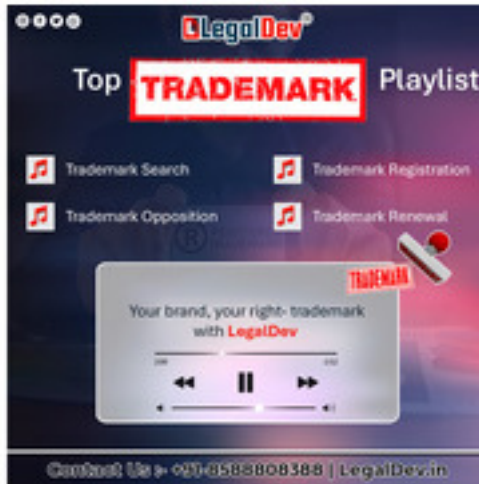 LegalDev
Top TRADEMARK Playlist
Trademark Search
Trademark Registration
Trademark Opposition
Trademark Renewal
TRADEMARK
Your brand, your right- trademark
with LegalDev
Contact Us :- +91-8588808388 | LegalDev.in